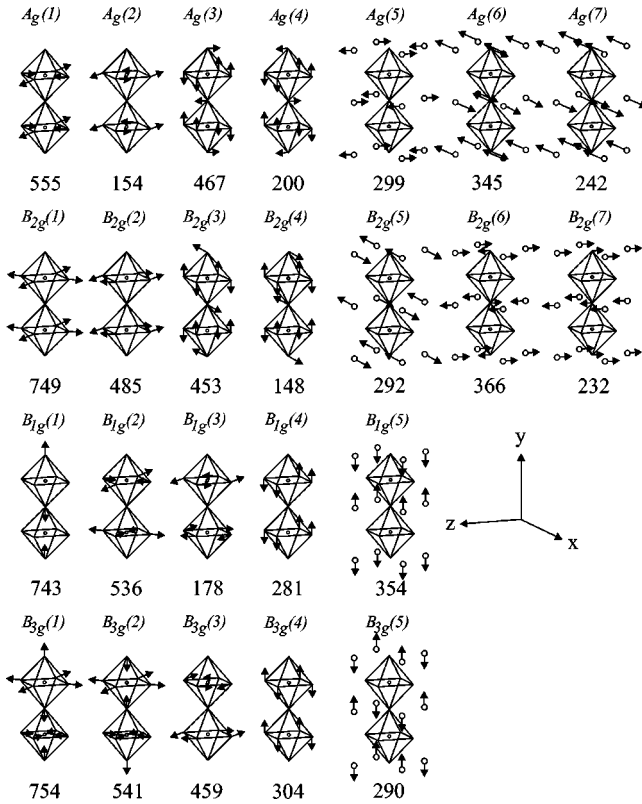 Ag(1) Ag(2) Ag(3) Ag(4) Ag(5) Ag(6) Ag(7)
555 154 467 200 299 345 242
B2g(1) B2g(2) B2g(3) B2g(4) B2g(5) B2g(6) B2g(7)
749 485 453 148 292 366 232
B1g(1) B1g(2) B1g(3) B1g(4) B1g(5)
y
z
x
743 536 178 281 354
B3g(1) B3g(2) B3g(3) B3g(4) B3g(5)
754 541 459 304 290